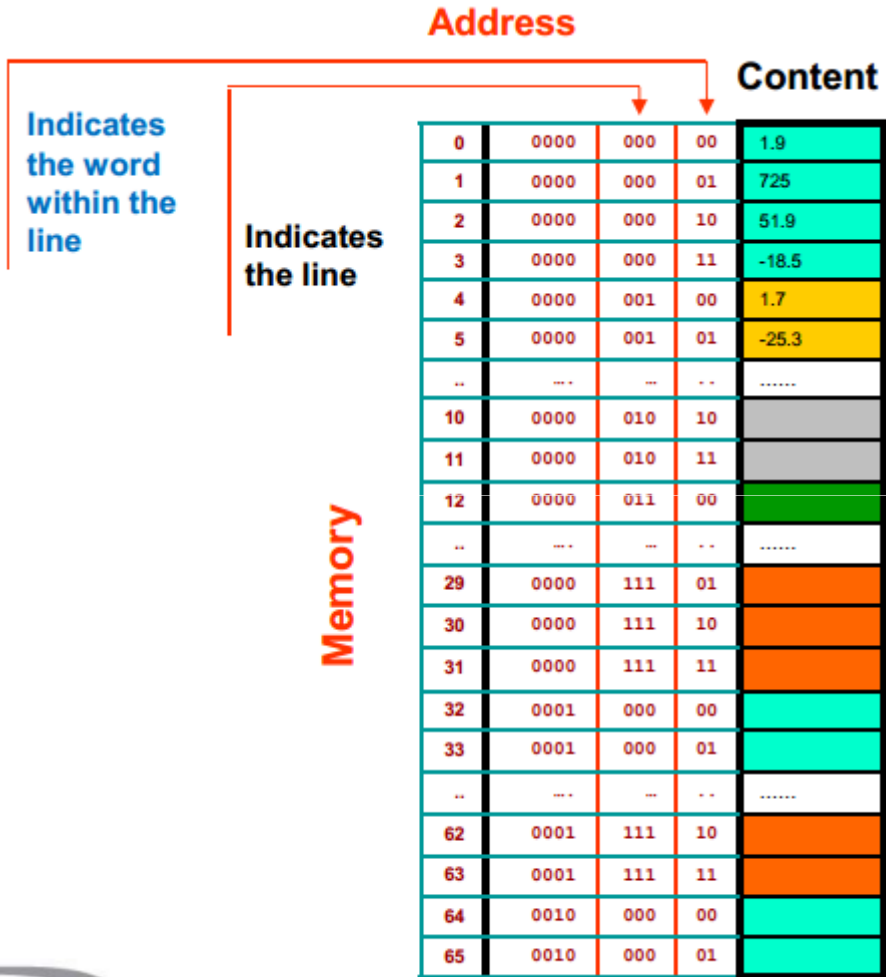 Address
Content
Indicates
the word
within the
line
Indicates
the line
Memory
0 0000 000 00 1.9
1 0000 000 01 725
2 0000 000 10 51.9
3 0000 000 11 -18.5
4 0000 001 00 1.7
5 0000 001 01 -25.3
.. .... ... .. ......
10 0000 010 10
11 0000 010 11
12 0000 011 00
.. .... ... .. ......
29 0000 111 01
30 0000 111 10
31 0000 111 11
32 0001 000 00
33 0001 000 01
.. .... ... .. ......
62 0001 111 10
63 0001 111 11
64 0010 000 00
65 0010 000 01